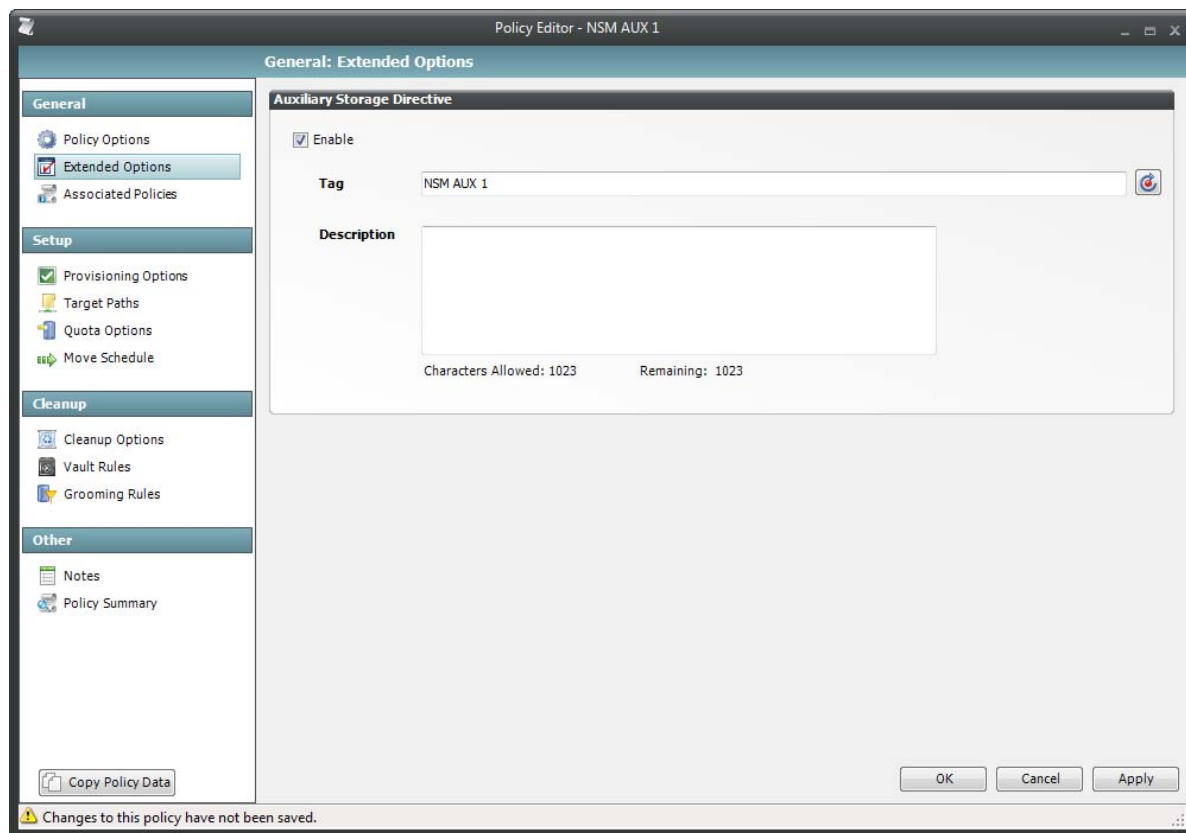 Policy Editor - NSM AUX 1
General: Extended Options
General
Policy Options
Extended Options
Associated Policies
Setup
Provisioning Options
Target Paths
Quota Options
Move Schedule
Cleanup
Cleanup Options
Vault Rules
Grooming Rules
Other
Notes
Policy Summary
Copy Policy Data
Auxiliary Storage Directive
Enable
Tag NSM AUX 1
Description
Characters Allowed: 1023 Remaining: 1023
OK Cancel Apply
Changes to this policy have not been saved.